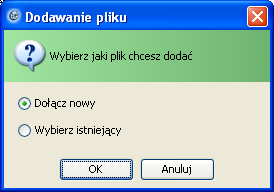 Dodawanie pliku
Wybierz jaki plik chcesz dodać
Dołącz nowy
Wybierz istniejący
OK
Anuluj